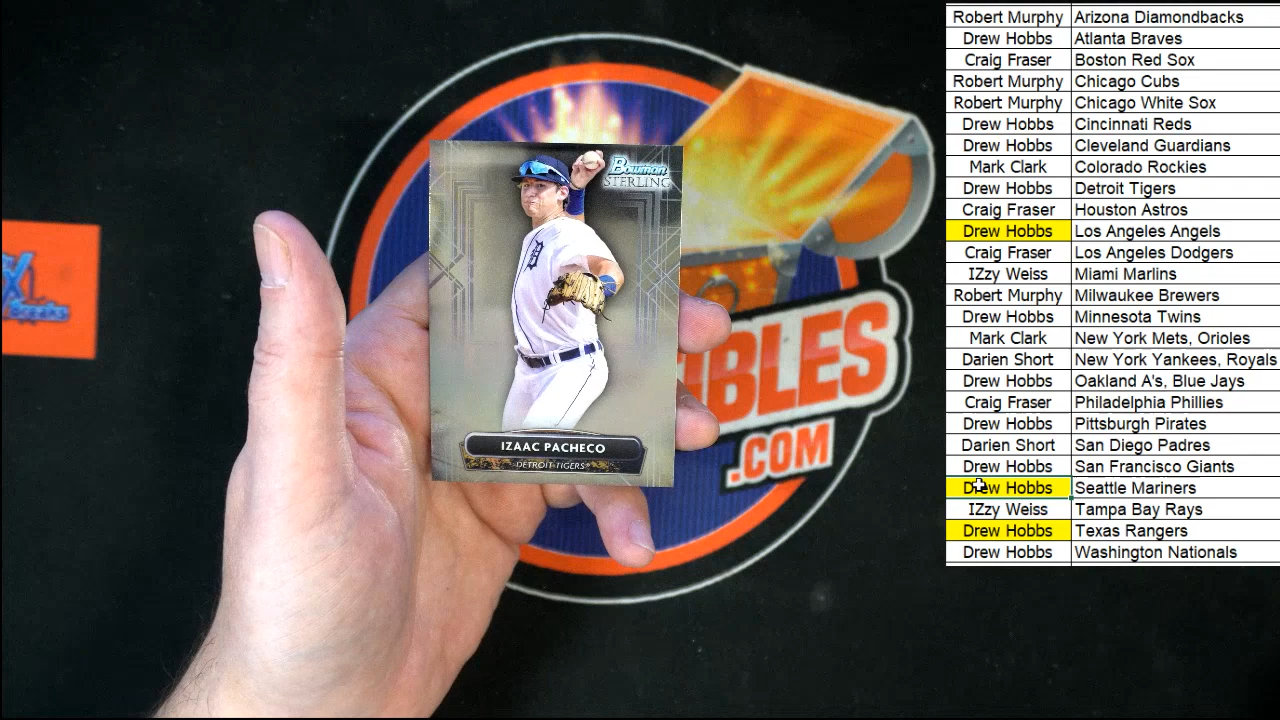 Bowman
STERLING
IZAAC PACHECO
DETROIT TIGERS
IBLES
.COM
Robert Murphy Arizona Diamondbacks
Drew Hobbs Atlanta Braves
Craig Fraser Boston Red Sox
Robert Murphy Chicago Cubs
Robert Murphy Chicago White Sox
Drew Hobbs Cincinnati Reds
Drew Hobbs Cleveland Guardians
Mark Clark Colorado Rockies
Drew Hobbs Detroit Tigers
Craig Fraser Houston Astros
Drew Hobbs Los Angeles Angels
Craig Fraser Los Angeles Dodgers
IZzy Weiss Miami Marlins
Robert Murphy Milwaukee Brewers
Drew Hobbs Minnesota Twins
Mark Clark New York Mets, Orioles
Darien Short New York Yankees, Royals
Drew Hobbs Oakland A's, Blue Jays
Craig Fraser Philadelphia Phillies
Drew Hobbs Pittsburgh Pirates
Darien Short San Diego Padres
Drew Hobbs San Francisco Giants
Drew Hobbs Seattle Mariners
IZzy Weiss Tampa Bay Rays
Drew Hobbs Texas Rangers
Drew Hobbs Washington Nationals